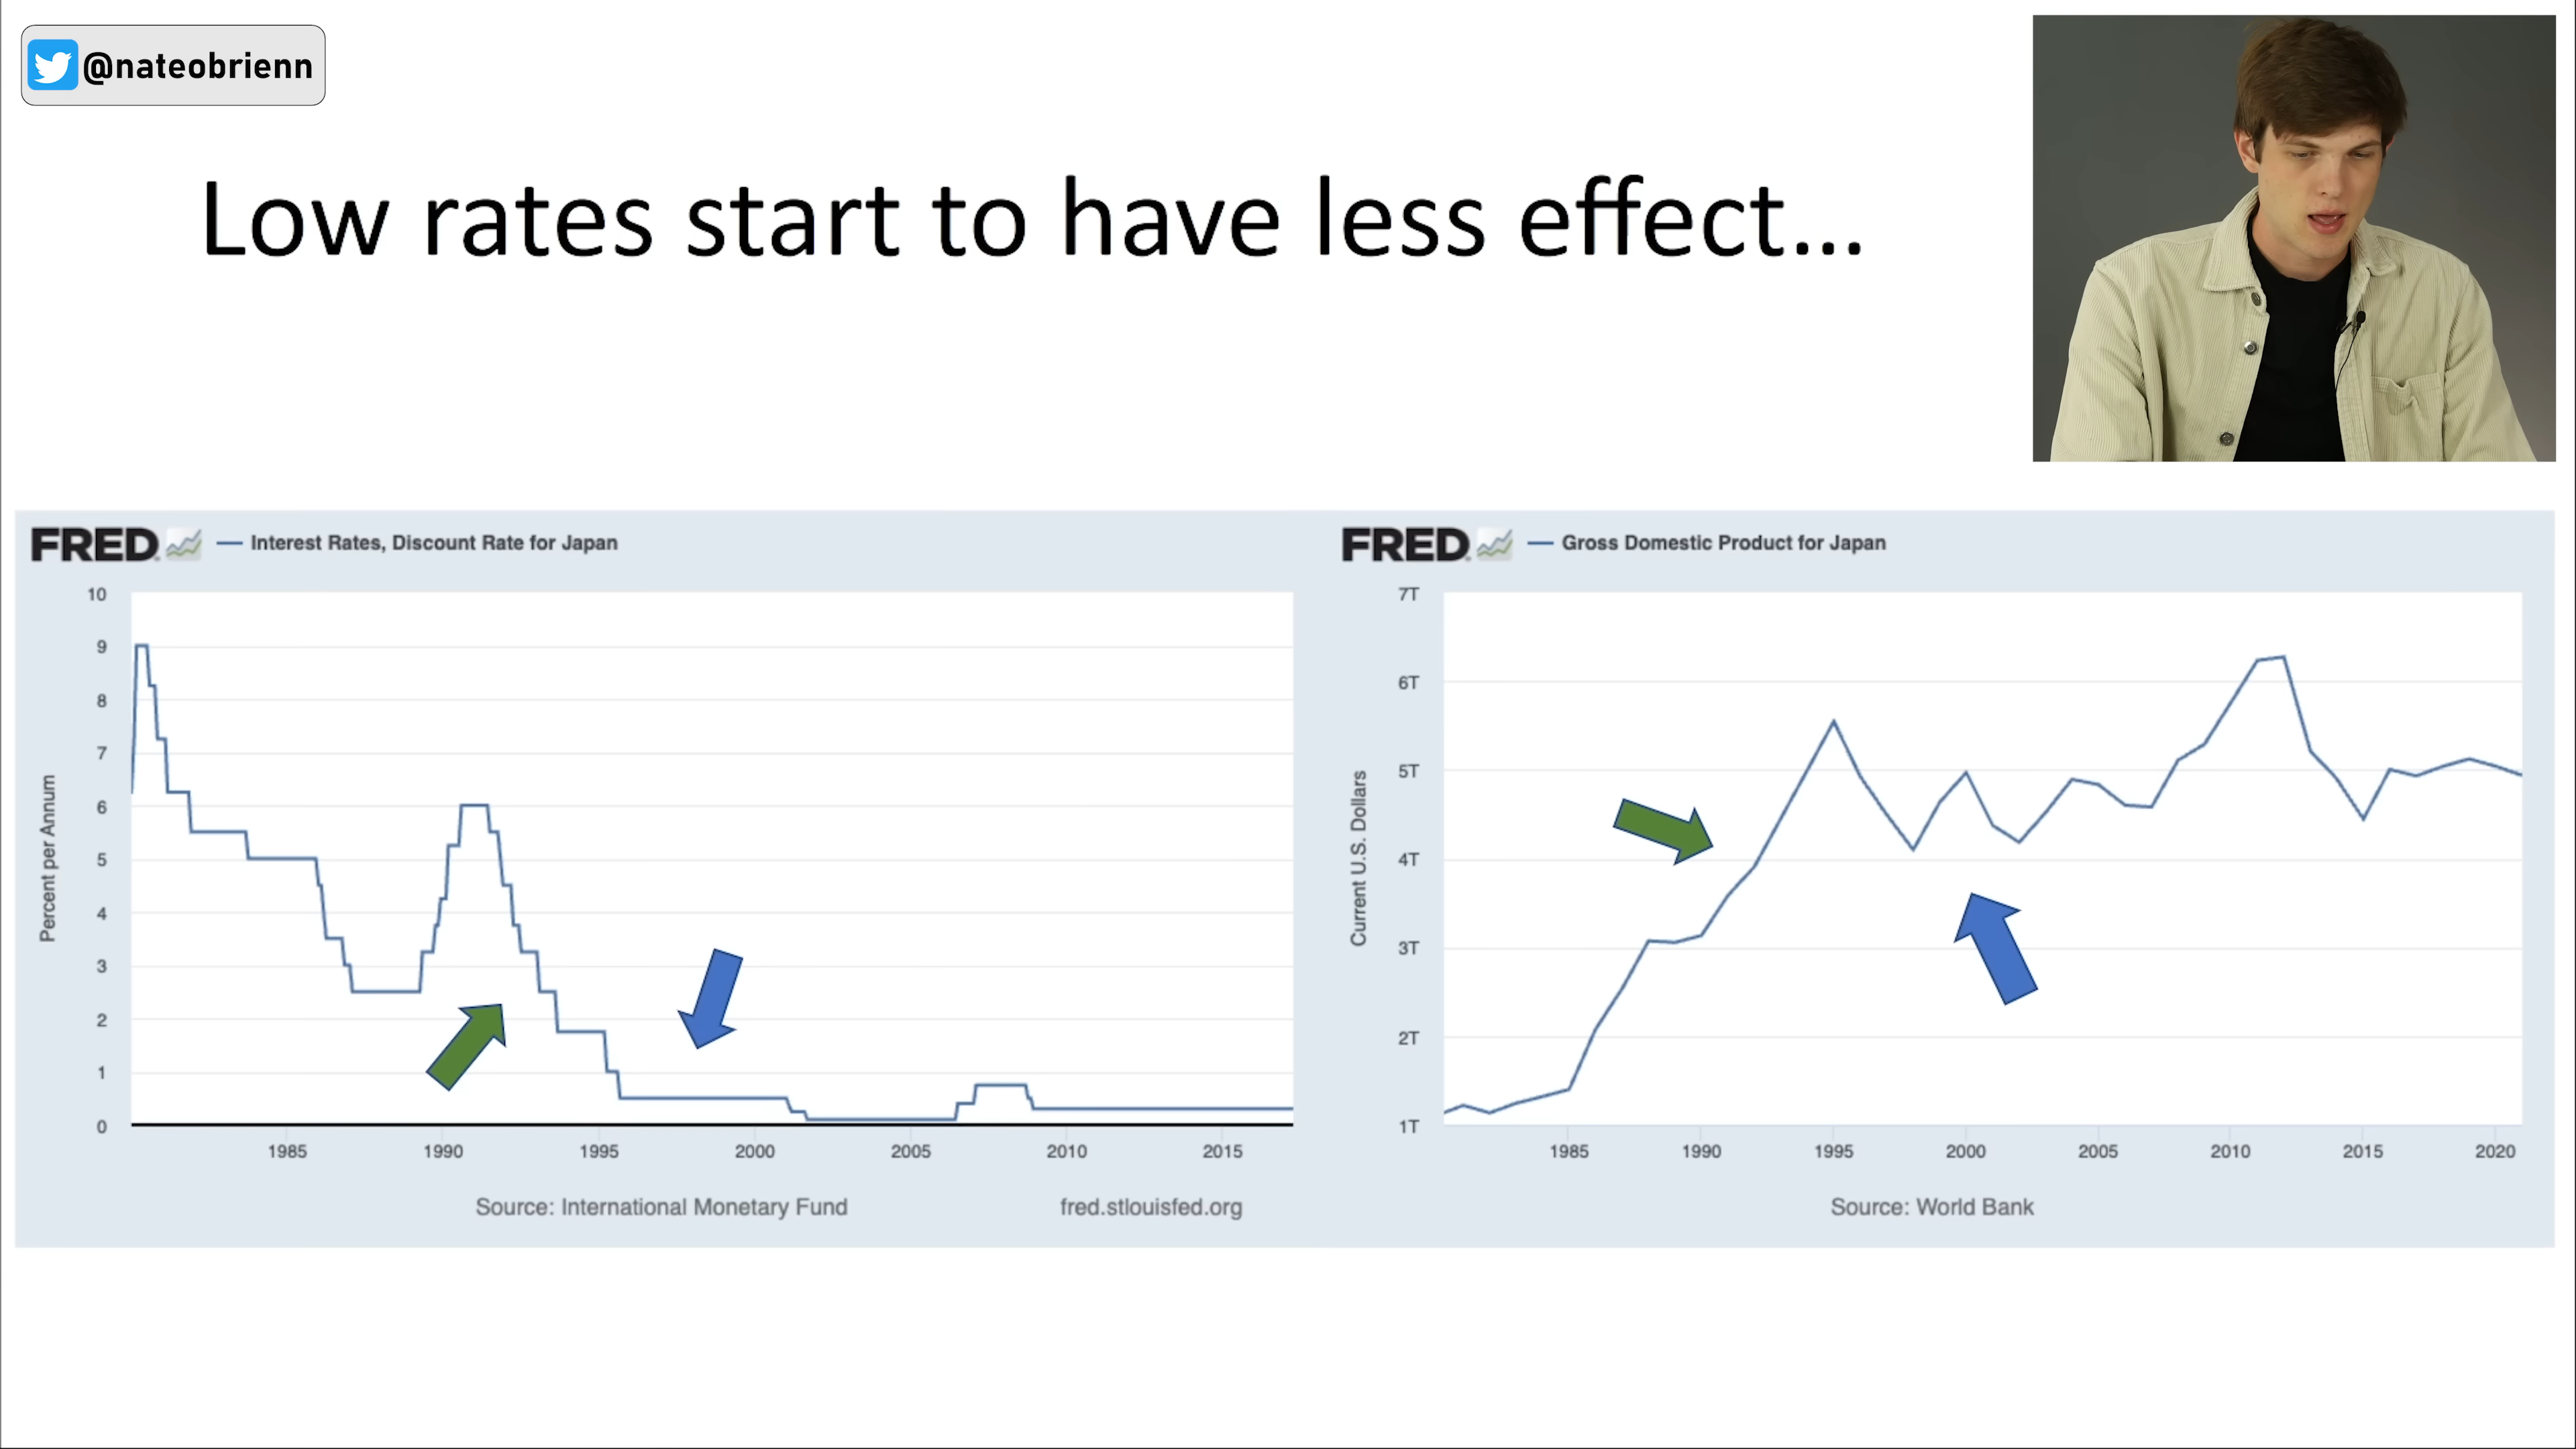 @nateobrienn
Low rates start to have less effect...
FRED
Interest Rates, Discount Rate for Japan
10
9
8
7
6
5
4
3
2
1
0
Percent per Annum
1985 1990 1995 2000 2005 2010 2015
Source: International Monetary Fund fred.stlouisfed.org
FRED
Gross Domestic Product for Japan
7T
6T
5T
4T
3T
2T
1T
Current U.S. Dollars
1985 1990 1995 2000 2005 2010 2015 2020
Source: World Bank